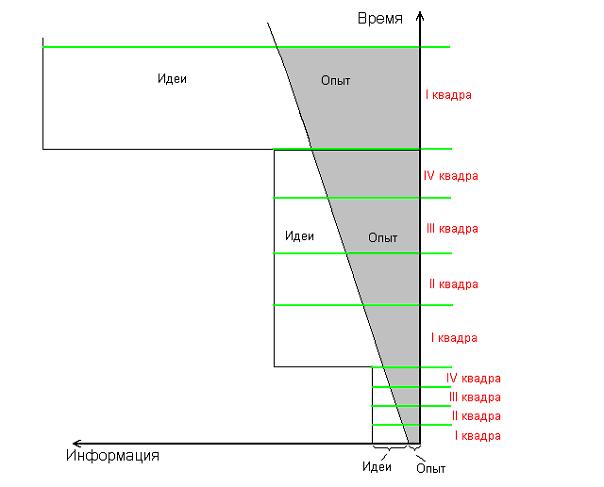 Время
Идеи
Опыт
I квадра
IV квадра
Идеи
Опыт
III квадра
II квадра
I квадра
IV квадра
III квадра
II квадра
I квадра
Информация
Идеи
Опыт